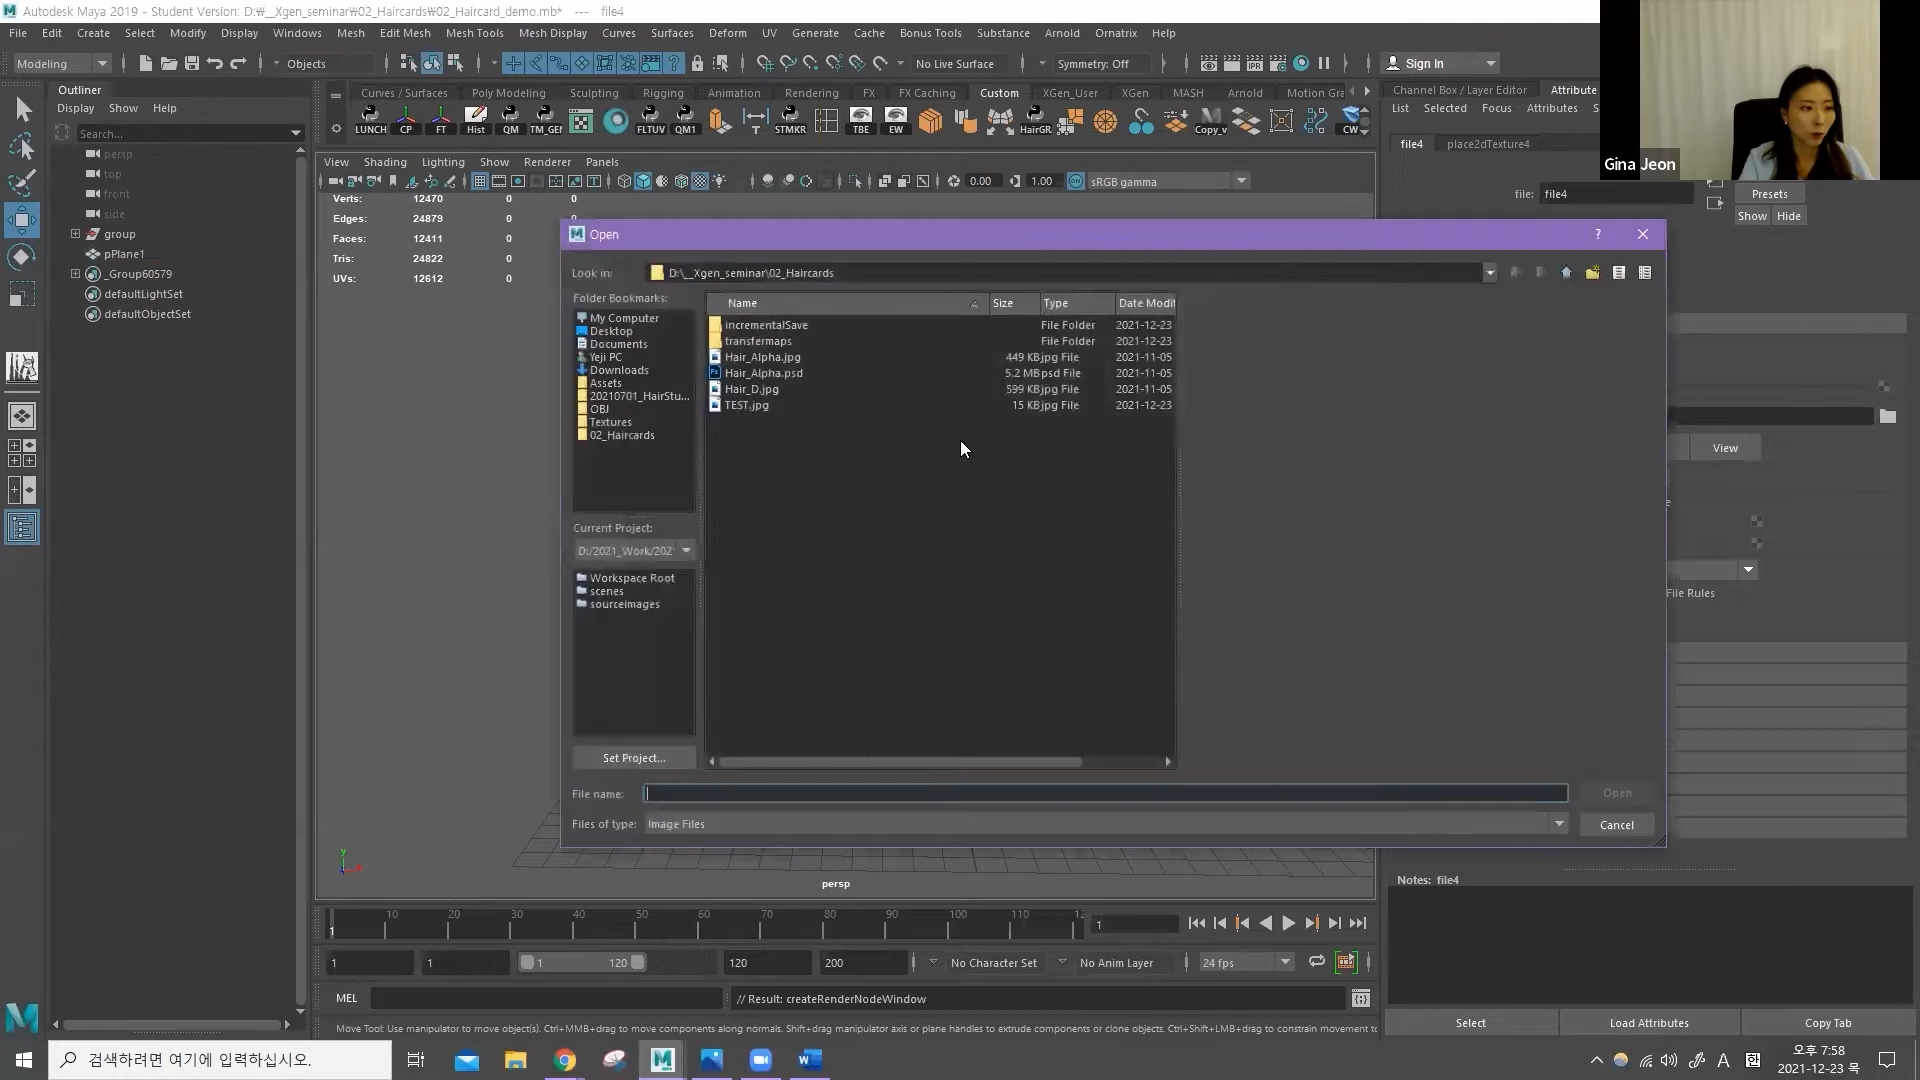 Autodesk Maya 2019 - Student Version: D:₩__Xgen_seminar₩02_Haircards₩02_Haircard_demo.mb* --- file4
File Edit Create Select Modify Display Windows Mesh Edit Mesh Mesh Tools Mesh Display Curves Surfaces Deform UV Generate Cache Bonus Tools Substance Arnold Ornatrix Help
Modeling Objects No Live Surface Symmetry: Off Sign In
Outliner
Display Show Help
Search...
persp
top
front
side
group
pPlane1
_Group60579
defaultLightSet
defaultObjectSet
Curves / Surfaces Poly Modeling Sculpting Rigging Animation Rendering FX FX Caching Custom XGen_User XGen MASH Arnold Motion Gra
LUNCH CP FT Hist QM TM_GEI FLTUV QM1 STMKR TBE EW HairGR. Copy_v CW
View Shading Lighting Show Renderer Panels
0.00 1.00 sRGB gamma
Verts: 12470 0 0
Edges: 24879 0 0
Faces: 12411 0
Tris: 24822 0
UVs: 12612 0
Channel Box / Layer Editor Attribute
List Selected Focus Attributes S
file4 place2dTexture4
file: file4
Presets
Show Hide
Gina Jeon
Open
? 
Look in: D:\__Xgen_seminar\02_Haircards
Folder Bookmarks:
My Computer
Desktop
Documents
Yeji PC
Downloads
Assets
20210701_HairStu...
OBJ
Textures
02_Haircards
Name Size Type Date Modif
incrementalSave File Folder 2021-12-23
transfermaps File Folder 2021-12-23
Hair_Alpha.jpg 449 KB jpg File 2021-11-05
Hair_Alpha.psd 5.2 MB psd File 2021-11-05
Hair_D.jpg 599 KB jpg File 2021-11-05
TEST.jpg 15 KB jpg File 2021-12-23
Current Project:
D:/2021_Work/202
Workspace Root
scenes
sourceimages
Set Project...
File name:
Open
Files of type: Image Files
Cancel
View
e
File Rules
y
persp
Notes: file4
10 20 30 40 50 60 70 80 90 100 110 12
1 1
1 1 1 120 120 200 No Character Set No Anim Layer 24 fps
MEL // Result: createRenderNodeWindow
Move Tool: Use manipulator to move object(s). Ctrl+MMB+drag to move components along normals. Shift+drag manipulator axis or plane handles to extrude components or clone objects. Ctrl+Shift+LMB+drag to constrain movement to
Select Load Attributes Copy Tab
검색하려면 여기에 입력하십시오.
A 한
오후 7:58
2021-12-23 목